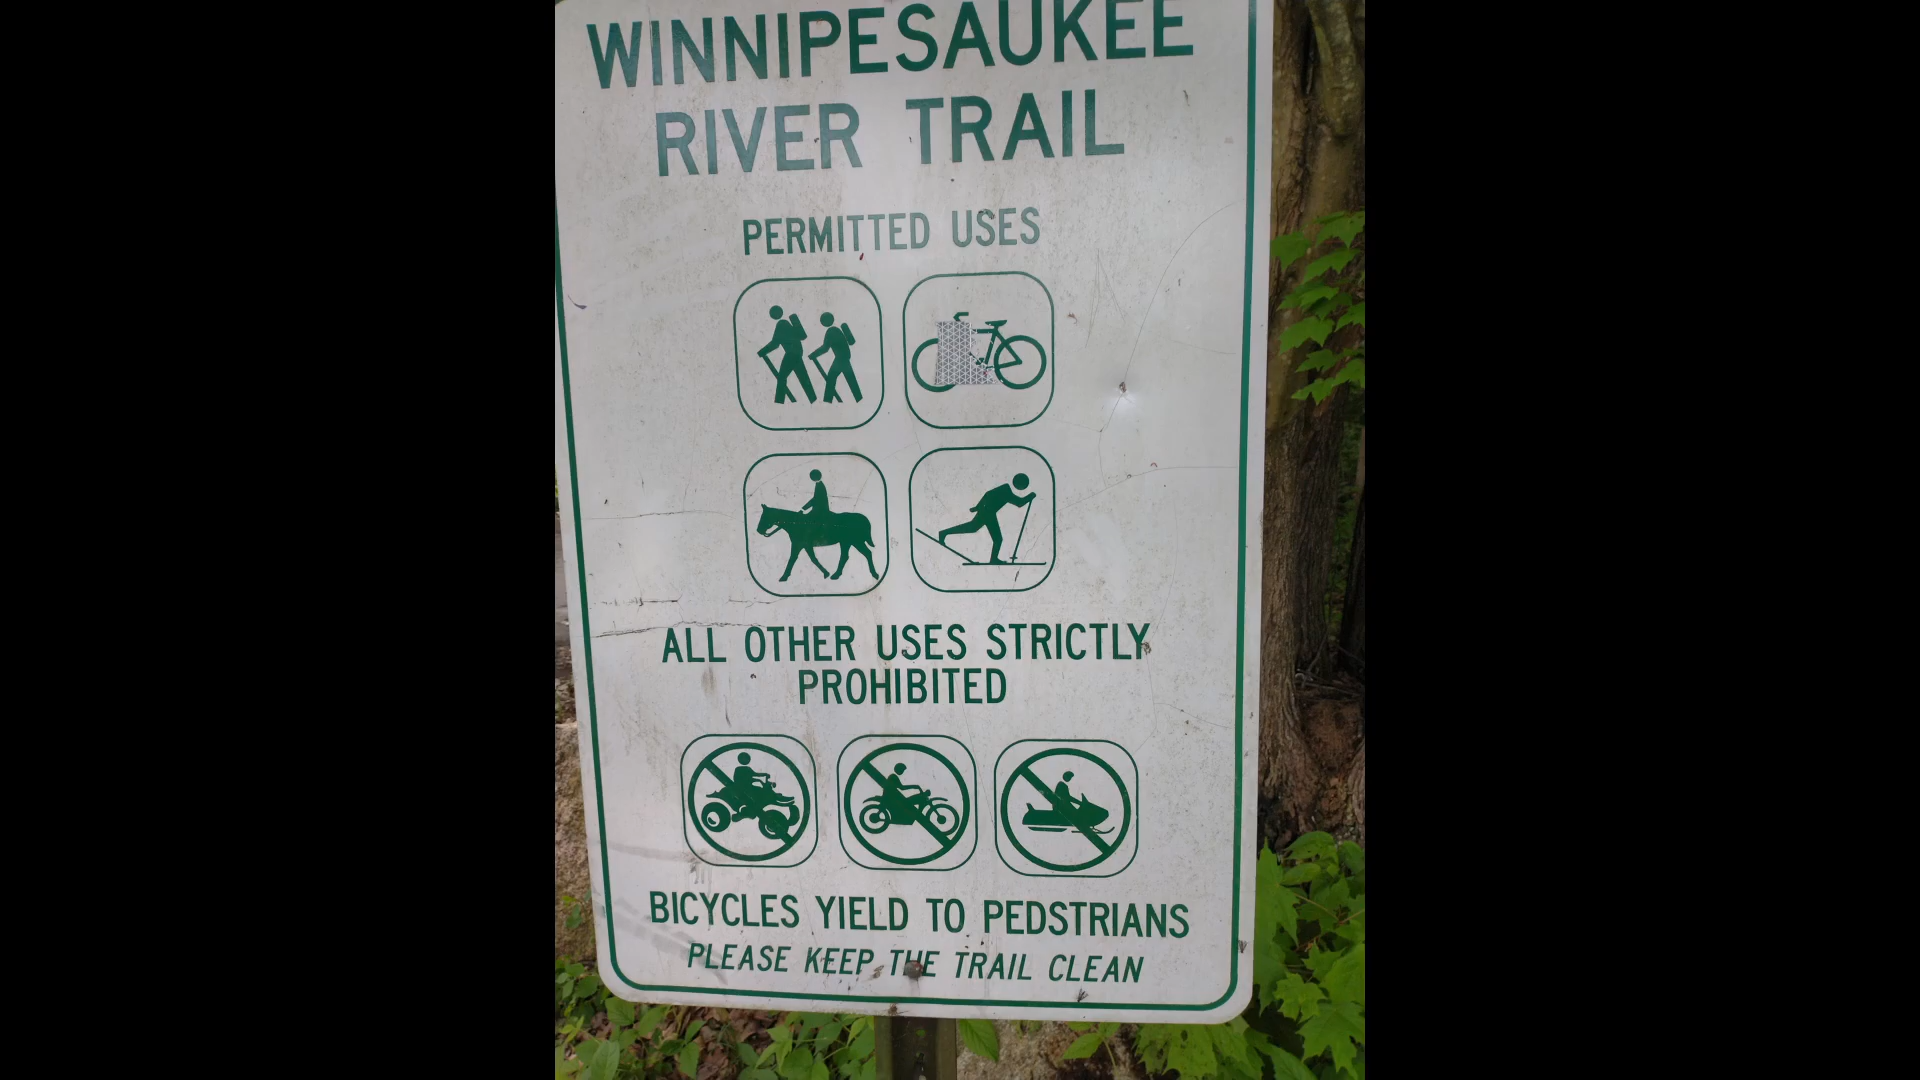 WINNIPESAUKEE
RIVER TRAIL
PERMITTED USES
ALL OTHER USES STRICTLY
PROHIBITED
BICYCLES YIELD TO PEDSTRIANS
PLEASE KEEP THE TRAIL CLEAN